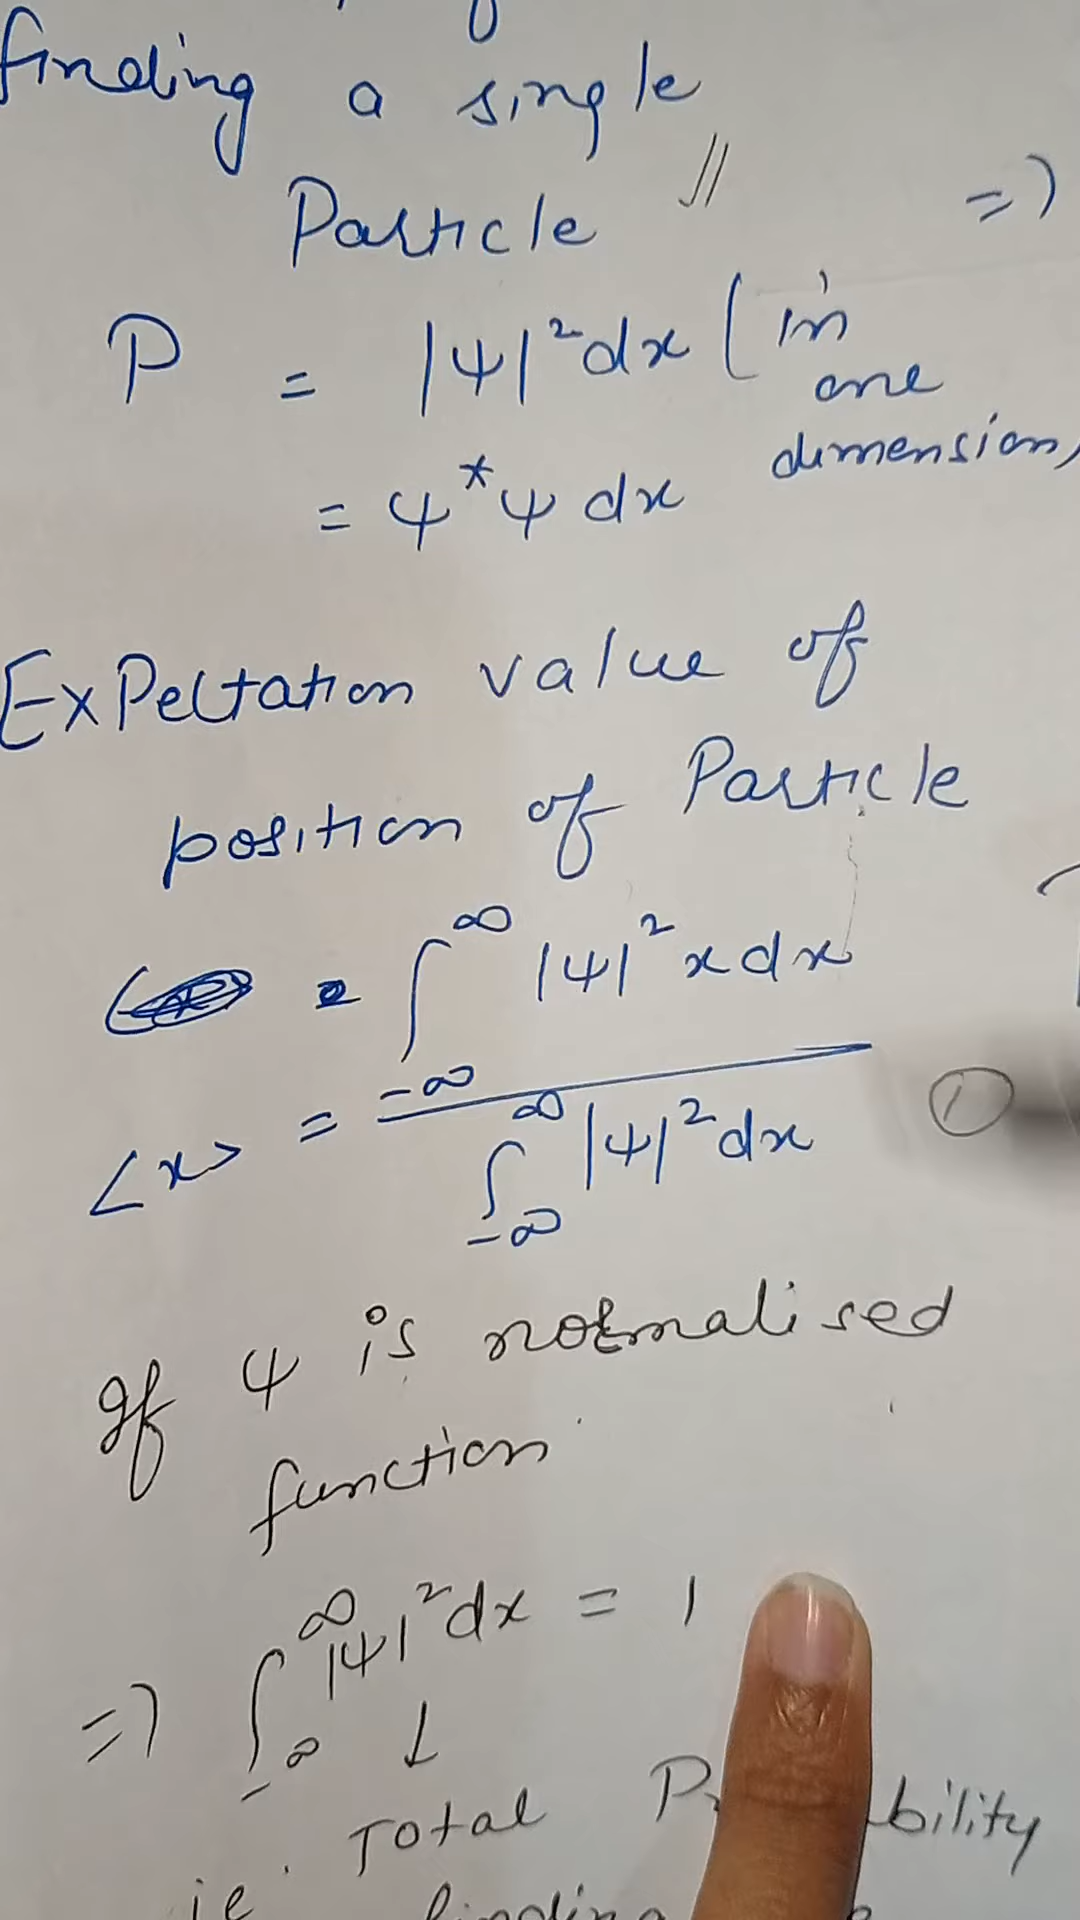 finding a single
Particle //
=>
P = |ψ|²dx (in
one
dimension)
= ψ*ψ dx
Expectation value of
position of Particle
<x> = ∫_{-∞}^{∞} |ψ|² x dx / ∫_{-∞}^{∞} |ψ|² dx ①
If ψ is normalised
function
=> ∫_{-∞}^{∞} |ψ|² dx = 1
↓
Total
ie.